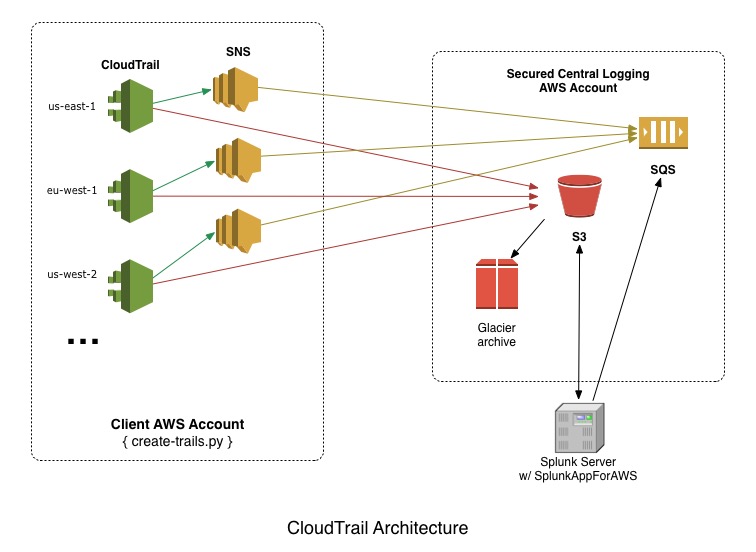 CloudTrail
SNS
us-east-1
eu-west-1
us-west-2
...
Client AWS Account
{ create-trails.py }
Secured Central Logging
AWS Account
SQS
S3
Glacier
archive
Splunk Server
w/ SplunkAppForAWS
CloudTrail Architecture